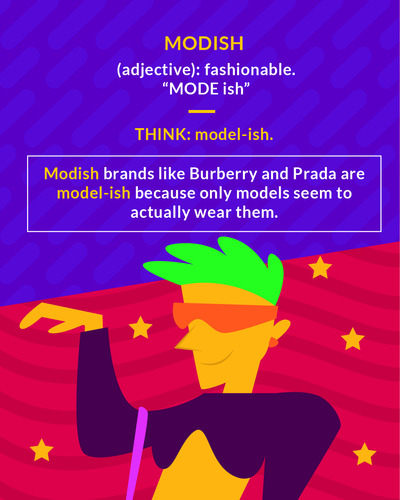 MODISH
(adjective): fashionable.
“MODE ish”
THINK: model-ish.
Modish brands like Burberry and Prada are
model-ish because only models seem to
actually wear them.